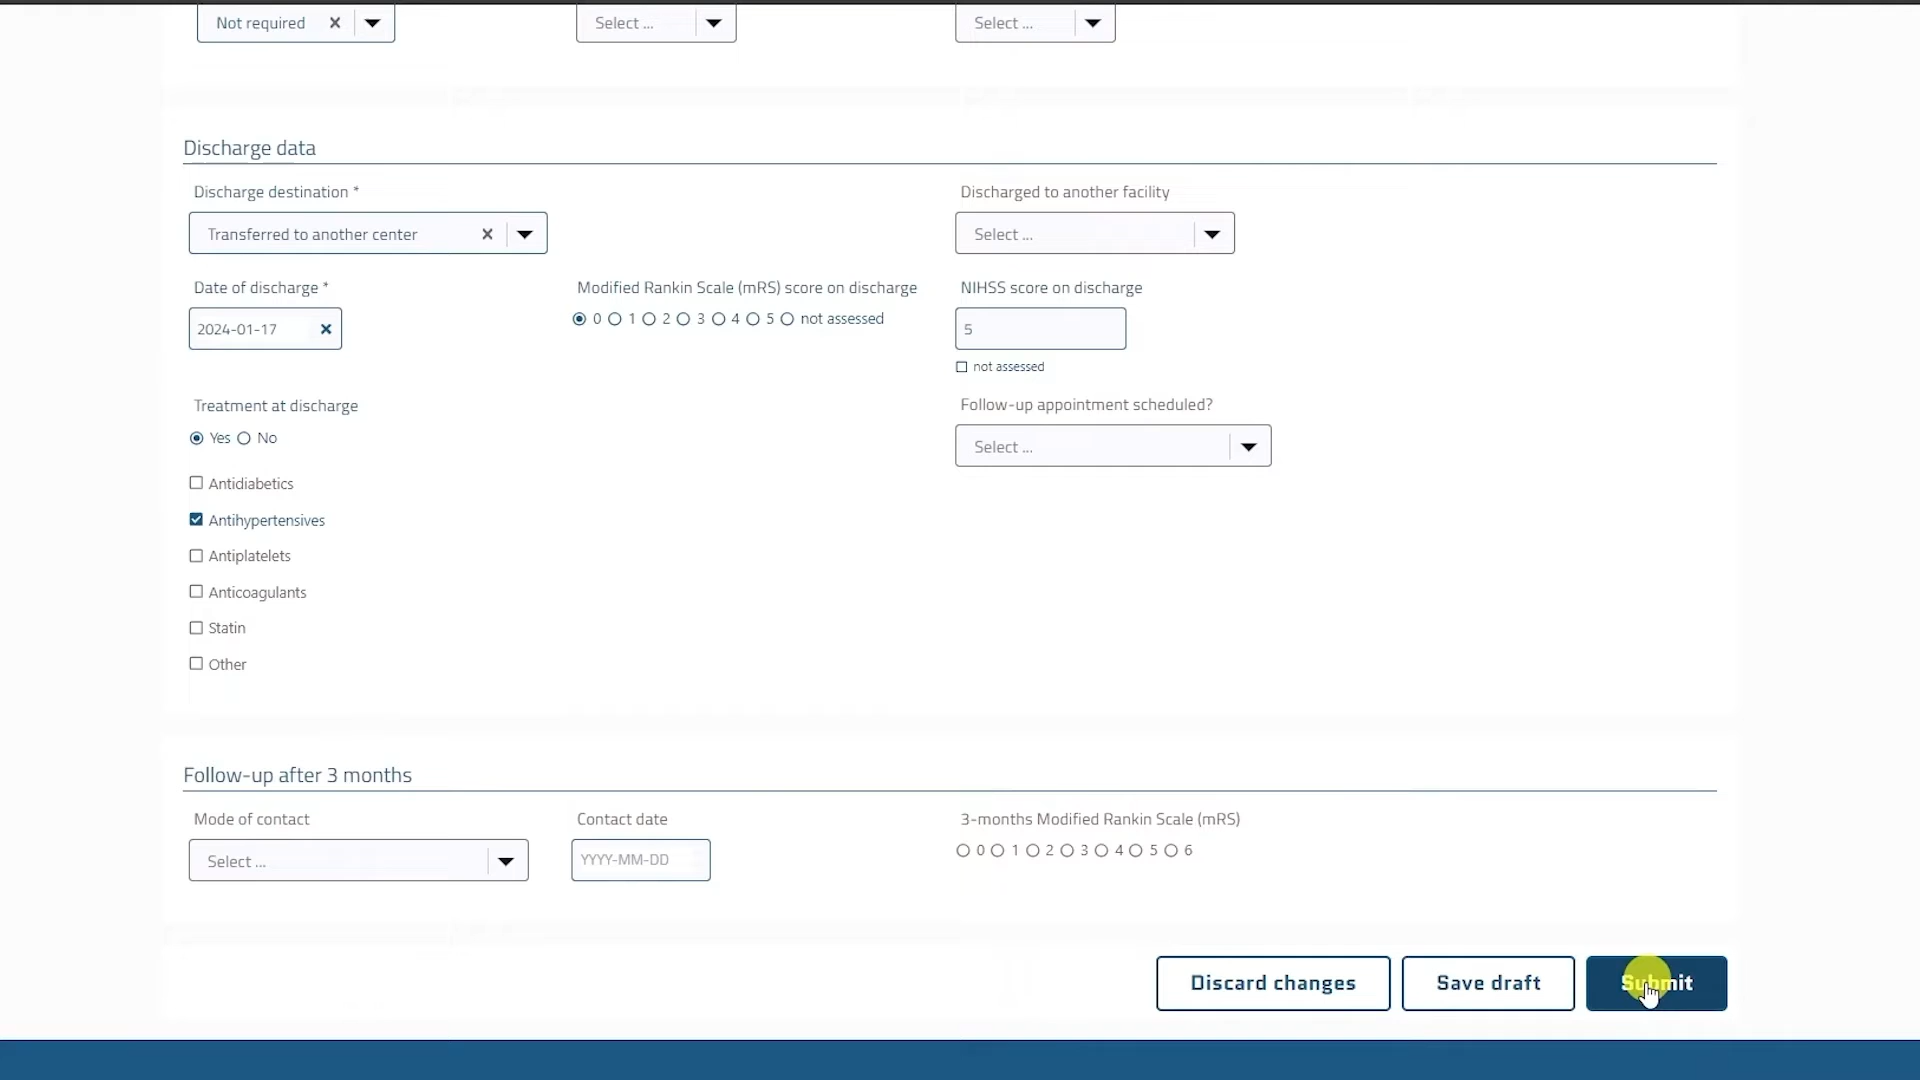 Not required
Select ...
Select ...
Discharge data
Discharge destination *
Discharged to another facility
Transferred to another center
Select ...
Date of discharge *
Modified Rankin Scale (mRS) score on discharge
NIHSS score on discharge
2024-01-17
0 1 2 3 4 5 not assessed
5
not assessed
Treatment at discharge
Follow-up appointment scheduled?
Yes No
Select ...
Antidiabetics
Antihypertensives
Antiplatelets
Anticoagulants
Statin
Other
Follow-up after 3 months
Mode of contact
Contact date
3-months Modified Rankin Scale (mRS)
Select ...
YYYY-MM-DD
0 1 2 3 4 5 6
Discard changes
Save draft
Submit